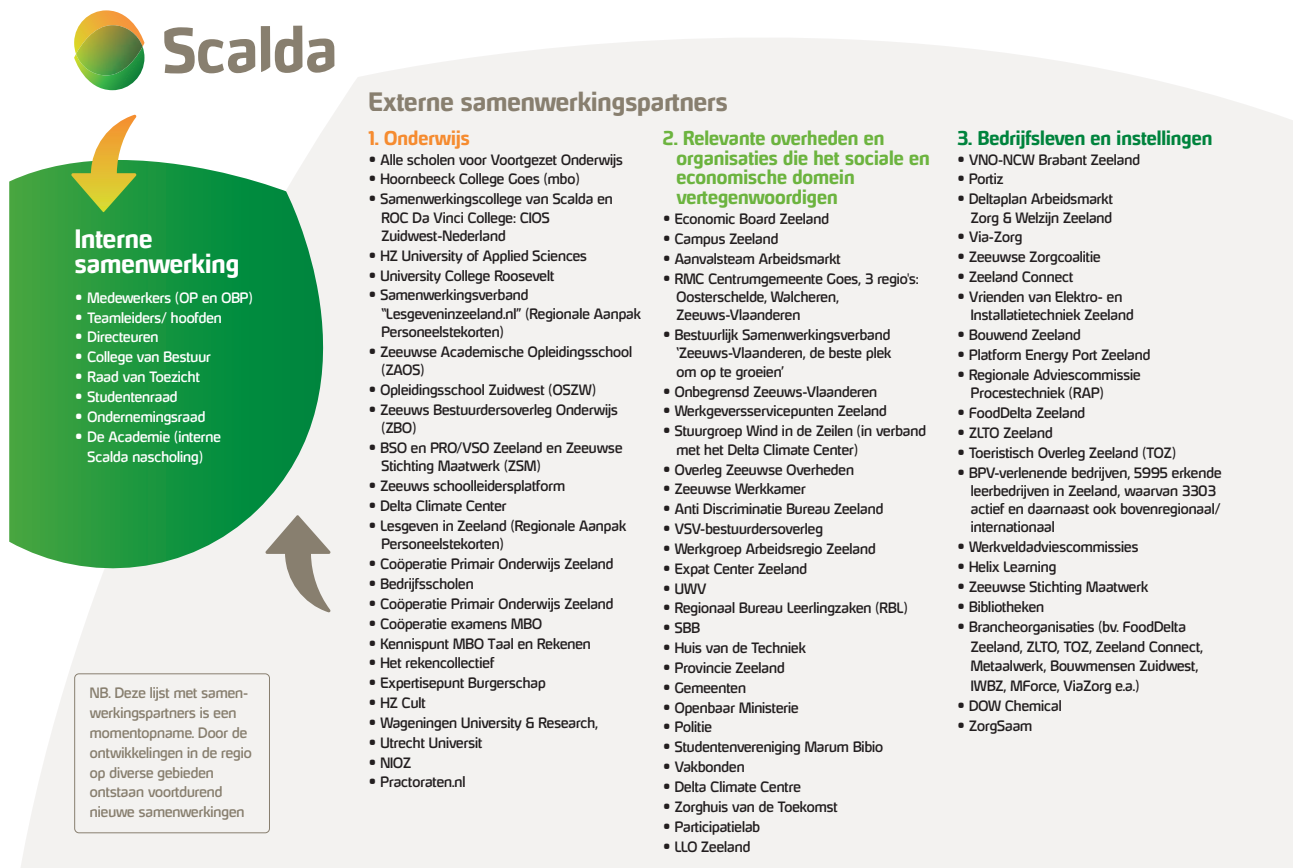 Scalda
Interne
samenwerking
• Medewerkers (OP en OBP)
• Teamleiders/ hoofden
• Directeuren
• College van Bestuur
• Raad van Toezicht
• Studentenraad
• Ondernemingsraad
• De Academie (interne
Scalda nascholing)
NB. Deze lijst met samen-
werkingspartners is een
momentopname. Door de
ontwikkelingen in de regio
op diverse gebieden
ontstaan voortdurend
nieuwe samenwerkingen
Externe samenwerkingspartners
1. Onderwijs
• Alle scholen voor Voortgezet Onderwijs
• Hoornbeeck College Goes (mbo)
• Samenwerkingscollege van Scalda en
ROC Da Vinci College: CIOS
Zuidwest-Nederland
• HZ University of Applied Sciences
• University College Roosevelt
• Samenwerkingsverband
"Lesgeveninzeeland.nl" (Regionale Aanpak
Personeelstekorten)
• Zeeuwse Academische Opleidingsschool
(ZAOS)
• Opleidingsschool Zuidwest (OSZW)
• Zeeuws Bestuurdersoverleg Onderwijs
(ZBO)
• BSO en PRO/VSO Zeeland en Zeeuwse
Stichting Maatwerk (ZSM)
• Zeeuws schoolleidersplatform
• Delta Climate Center
• Lesgeven in Zeeland (Regionale Aanpak
Personeelstekorten)
• Coöperatie Primair Onderwijs Zeeland
• Bedrijfsscholen
• Coöperatie Primair Onderwijs Zeeland
• Coöperatie examens MBO
• Kennispunt MBO Taal en Rekenen
• Het rekencollectief
• Expertisepunt Burgerschap
• HZ Cult
• Wageningen University & Research,
• Utrecht Universit
• NIOZ
• Practoraten.nl
2. Relevante overheden en
organisaties die het sociale en
economische domein
vertegenwoordigen
• Economic Board Zeeland
• Campus Zeeland
• Aanvalsteam Arbeidsmarkt
• RMC Centrumgemeente Goes, 3 regio's:
Oosterschelde, Walcheren,
Zeeuws-Vlaanderen
• Bestuurlijk Samenwerkingsverband
'Zeeuws-Vlaanderen, de beste plek
om op te groeien'
• Onbegrensd Zeeuws-Vlaanderen
• Werkgeversservicepunten Zeeland
• Stuurgroep Wind in de Zeilen (in verband
met het Delta Climate Center)
• Overleg Zeeuwse Overheden
• Zeeuwse Werkkamer
• Anti Discriminatie Bureau Zeeland
• VSV-bestuurdersoverleg
• Werkgroep Arbeidsregio Zeeland
• Expat Center Zeeland
• UWV
• Regionaal Bureau Leerlingzaken (RBL)
• SBB
• Huis van de Techniek
• Provincie Zeeland
• Gemeenten
• Openbaar Ministerie
• Politie
• Studentenvereniging Marum Bibio
• Vakbonden
• Delta Climate Centre
• Zorghuis van de Toekomst
• Participatielab
• LLO Zeeland
3. Bedrijfsleven en instellingen
• VNO-NCW Brabant Zeeland
• Portiz
• Deltaplan Arbeidsmarkt
Zorg & Welzijn Zeeland
• Via-Zorg
• Zeeuwse Zorgcoalitie
• Zeeland Connect
• Vrienden van Elektro- en
Installatietechniek Zeeland
• Bouwend Zeeland
• Platform Energy Port Zeeland
• Regionale Adviescommissie
Procestechniek (RAP)
• FoodDelta Zeeland
• ZLTO Zeeland
• Toeristisch Overleg Zeeland (TOZ)
• BPV-verlenende bedrijven, 5995 erkende
leerbedrijven in Zeeland, waarvan 3303
actief en daarnaast ook bovenregionaal/
internationaal
• Werkveldadviescommissies
• Helix Learning
• Zeeuwse Stichting Maatwerk
• Bibliotheken
• Brancheorganisaties (bv. FoodDelta
Zeeland, ZLTO, TOZ, Zeeland Connect,
Metaalwerk, Bouwmensen Zuidwest,
IWBZ, MForce, ViaZorg e.a.)
• DOW Chemical
• ZorgSaam